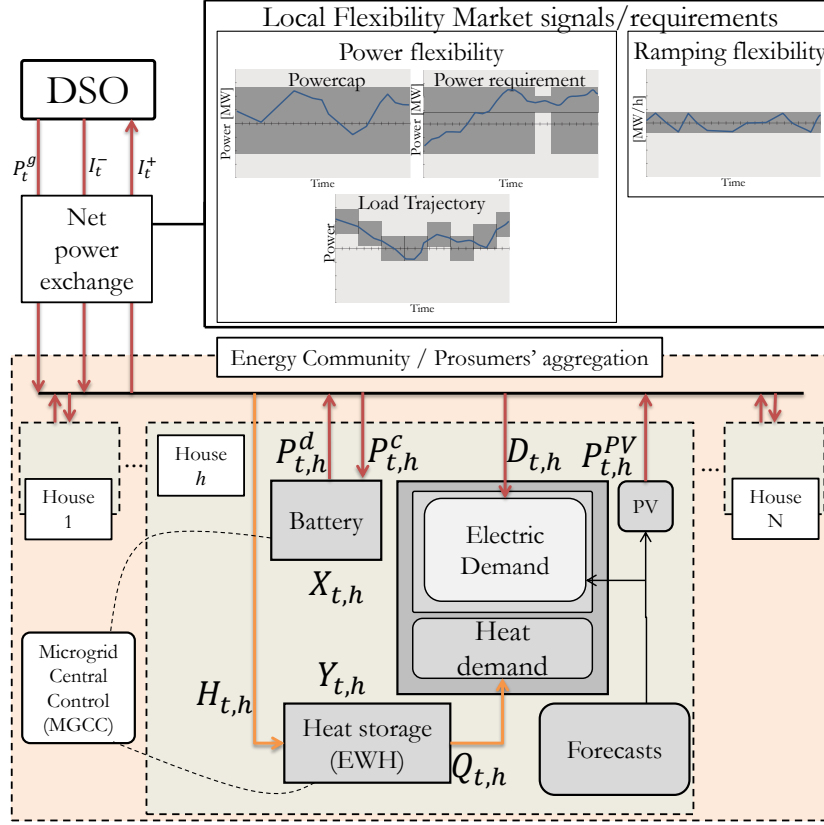 Local Flexibility Market signals/requirements
Power flexibility
Ramping flexibility
Powercap
Power requirement
Power [MW]
Power [MW]
[MW/h]
Time
Time
Time
Load Trajectory
Power
Time
DSO
P_t^g
I_t^-
I_t^+
Net
power
exchange
Energy Community / Prosumers' aggregation
House
1
...
House
h
P_{t,h}^d
P_{t,h}^c
D_{t,h}
P_{t,h}^{PV}
...
House
N
Battery
X_{t,h}
PV
Electric
Demand
Heat
demand
Microgrid
Central
Control
(MGCC)
H_{t,h}
Y_{t,h}
Heat storage
(EWH)
Q_{t,h}
Forecasts